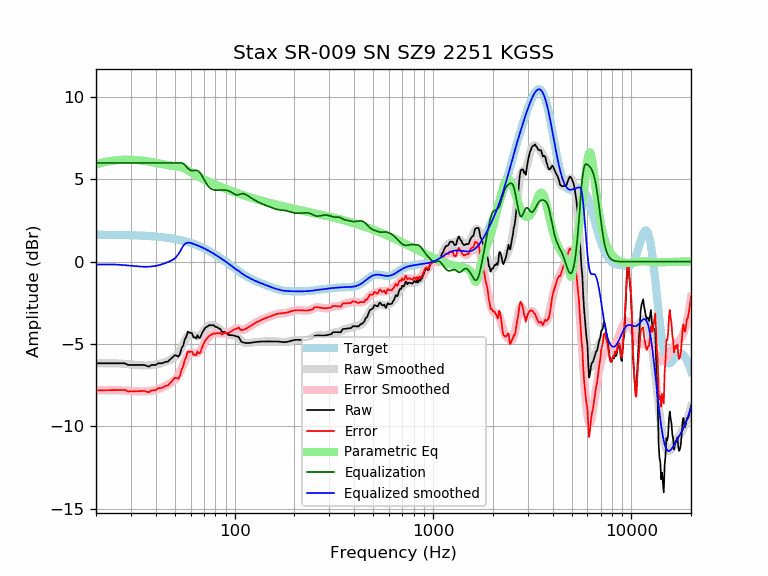 Stax SR-009 SN SZ9 2251 KGSS
10
5
0
−5
−10
−15
Amplitude (dBr)
Target
Raw Smoothed
Error Smoothed
Raw
Error
Parametric Eq
Equalization
Equalized smoothed
100
1000
10000
Frequency (Hz)